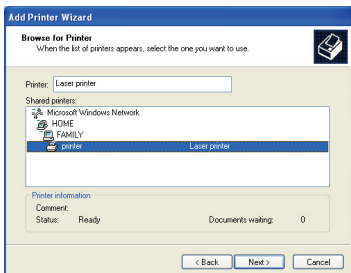 Add Printer Wizard
Browse for Printer
When the list of printers appears, select the one you want to use.
Printer: Laser printer
Shared printers:
Microsoft Windows Network
HOME
FAMILY
printer Laser printer
Printer information
Comment:
Status: Ready Documents waiting: 0
< Back Next > Cancel